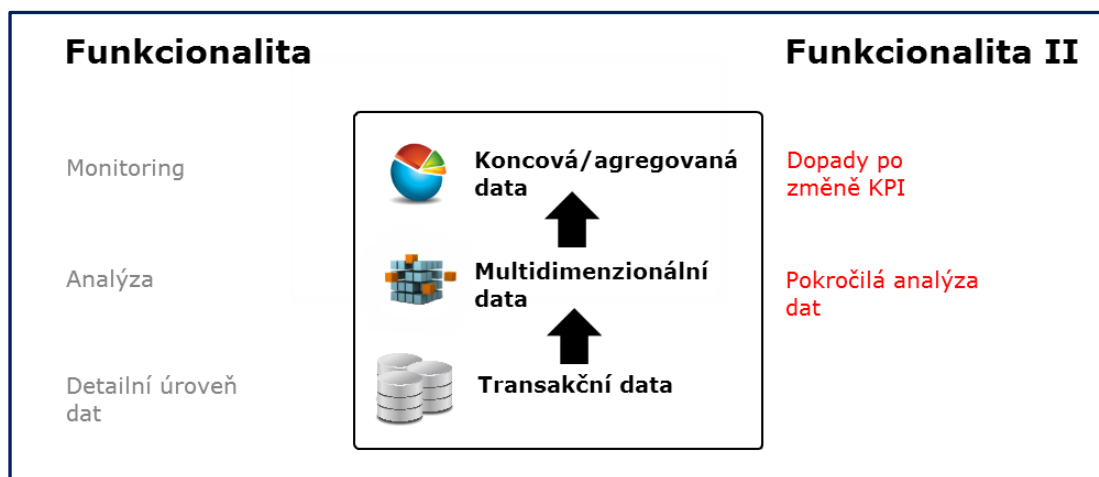 Funkcionalita
Funkcionalita II
Monitoring
Koncová/agregovaná
data
Dopady po
změně KPI
Analýza
Multidimenzionální
data
Pokročilá analýza
dat
Detailní úroveň
dat
Transakční data